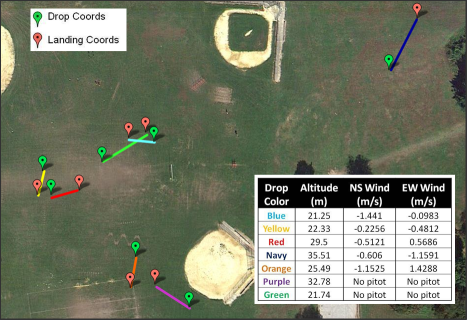 Drop Coords
Landing Coords
Drop Color Altitude (m) NS Wind (m/s) EW Wind (m/s)
Blue 21.25 -1.441 -0.0983
Yellow 22.33 -0.2256 -0.4812
Red 29.5 -0.5121 0.5686
Navy 35.51 -0.606 -1.1591
Orange 25.49 -1.1525 1.4288
Purple 32.78 No pitot No pitot
Green 21.74 No pitot No pitot